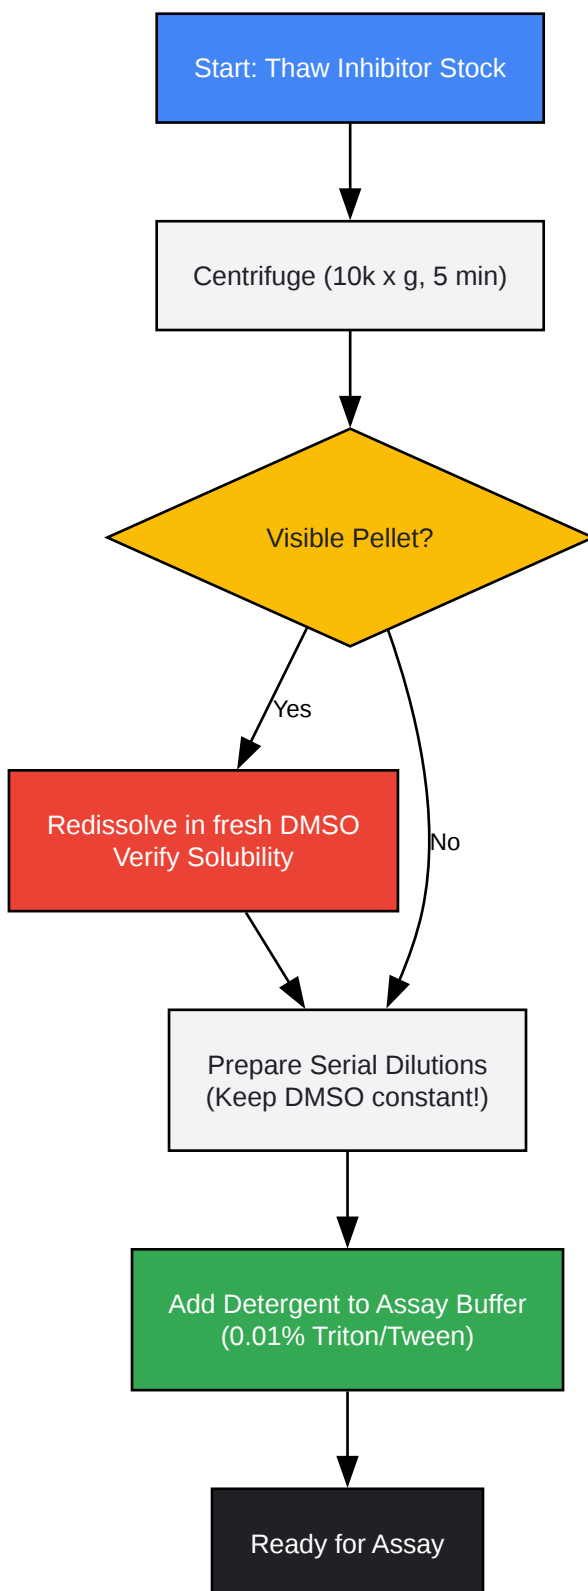 Start: Thaw Inhibitor Stock
Centrifuge (10k x g, 5 min)
Visible Pellet?
Yes
Redissolve in fresh DMSO
Verify Solubility
No
Prepare Serial Dilutions
(Keep DMSO constant!)
Add Detergent to Assay Buffer
(0.01% Triton/Tween)
Ready for Assay